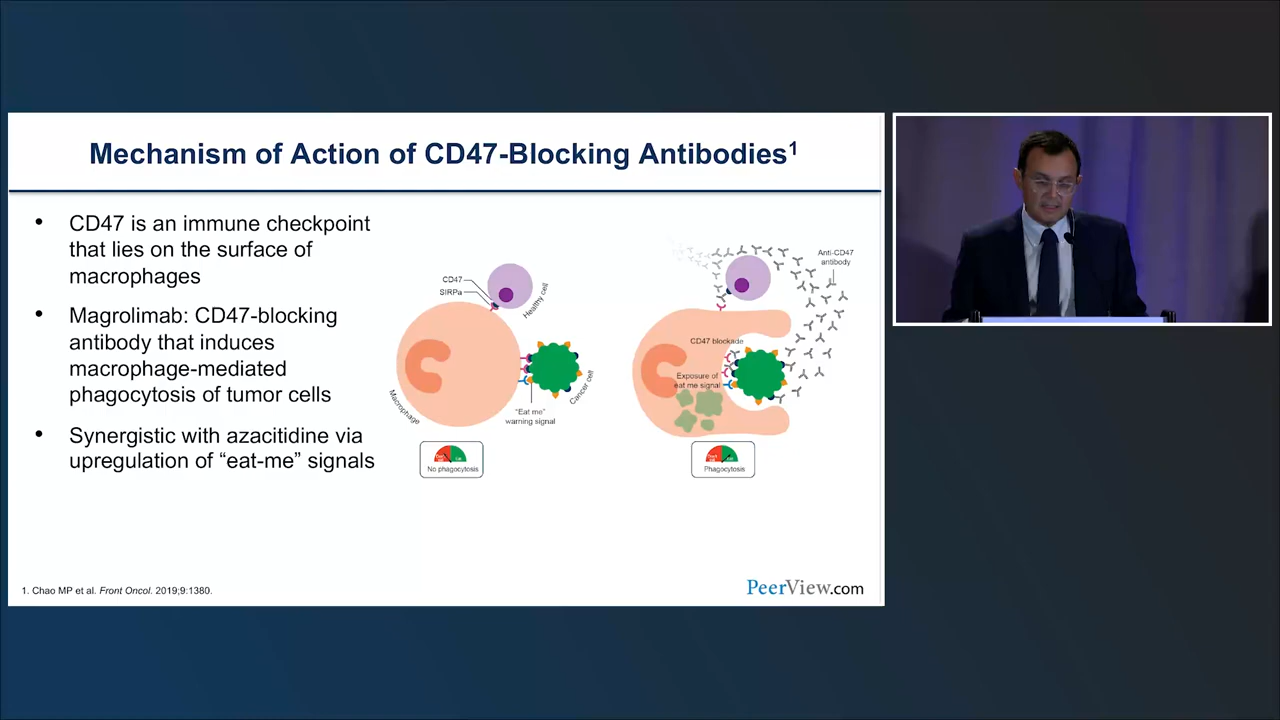 Mechanism of Action of CD47-Blocking Antibodies¹
• CD47 is an immune checkpoint
that lies on the surface of
macrophages
• Magrolimab: CD47-blocking
antibody that induces
macrophage-mediated
phagocytosis of tumor cells
• Synergistic with azacitidine via
upregulation of “eat-me” signals
CD47
SIRPa
Healthy cell
Macrophage
Cancer cell
“Eat me”
warning signal
No phagocytosis
Anti-CD47
antibody
CD47 blockade
Exposure of
eat me signal
Phagocytosis
1. Chao MP et al. Front Oncol. 2019;9:1380.
PeerView.com